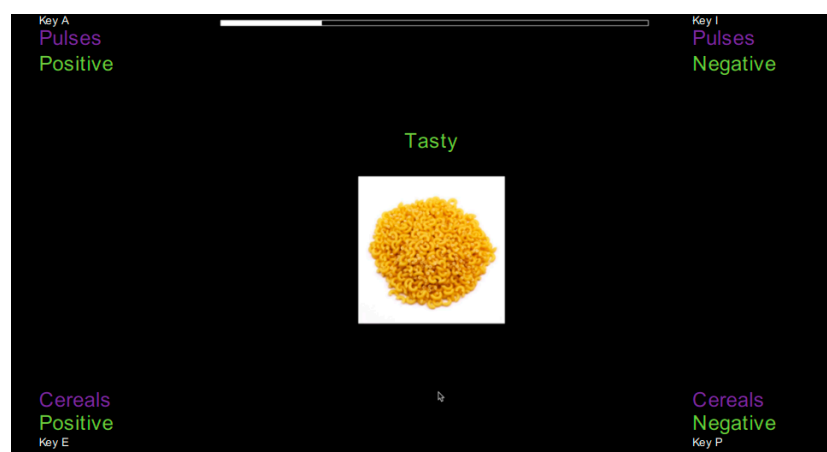 Key A
Pulses
Positive
Key I
Pulses
Negative
Tasty
Cereals
Positive
Key E
Cereals
Negative
Key P